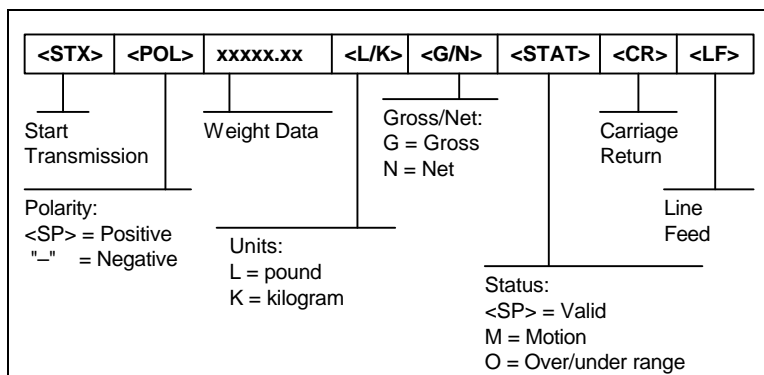 <STX> <POL> xxxxx.xx <L/K> <G/N> <STAT> <CR> <LF>
Start
Transmission
Weight Data
Gross/Net:
G = Gross
N = Net
Carriage
Return
Polarity:
<SP> = Positive
"–" = Negative
Units:
L = pound
K = kilogram
Line
Feed
Status:
<SP> = Valid
M = Motion
O = Over/under range